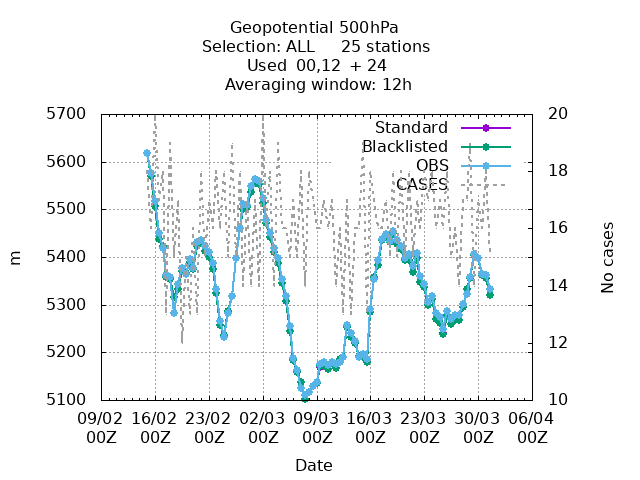 Geopotential 500hPa
Selection: ALL     25 stations
Used  00,12  + 24
Averaging window: 12h
5700
5600
5500
5400
5300
5200
5100
m
20
18
16
14
12
10
No cases
Standard
Blacklisted
OBS
CASES
09/02 16/02 23/02 02/03 09/03 16/03 23/03 30/03 06/04
00Z 00Z 00Z 00Z 00Z 00Z 00Z 00Z 00Z
Date